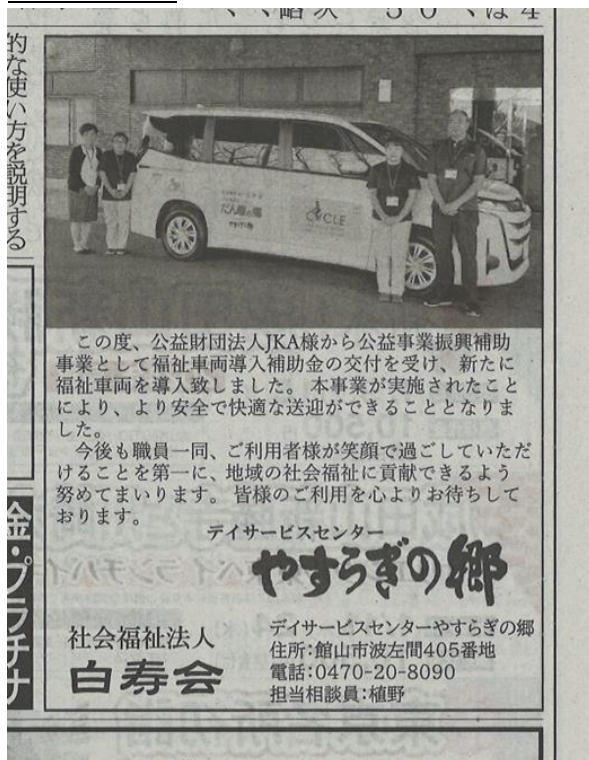 的な使い方を説明する
CYCLE
この度、公益財団法人JKA様から公益事業振興補助
事業として福祉車両導入補助金の交付を受け、新たに
福祉車両を導入致しました。本事業が実施されたこと
により、より安全で快適な送迎ができることとなりま
した。
今後も職員一同、ご利用者様が笑顔で過ごしていただ
けることを第一に、地域の社会福祉に貢献できるよう
努めてまいります。皆様のご利用を心よりお待ちして
おります。
デイサービスセンター
やすらぎの郷
社会福祉法人
白寿会
デイサービスセンターやすらぎの郷
住所:館山市波左間405番地
電話:0470-20-8090
担当相談員:植野
金・プラチナ